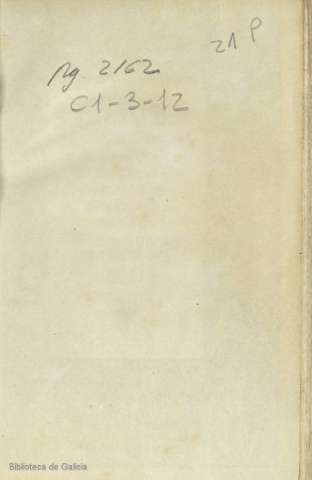 21 P
Rg. 2162
C1-3-12
Biblioteca de Galicia